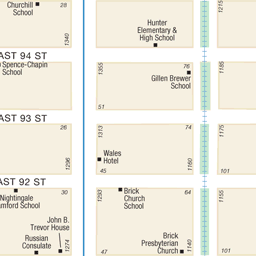 Churchill
School
28
1340
1215
Hunter
Elementary &
High School
AST 94 ST
Spence-Chapin
School
1355
76
Gillen Brewer
School
51
1185
AST 93 ST
26
1296
1313
74
Wales
Hotel
45
1160
1175
101
AST 92 ST
30
Nightingale
mford School
John B.
Trevor House
Russian
Consulate
1274
1293
Brick
Church
School
64
Brick
Presbyterian
Church
47
1140
1155
101